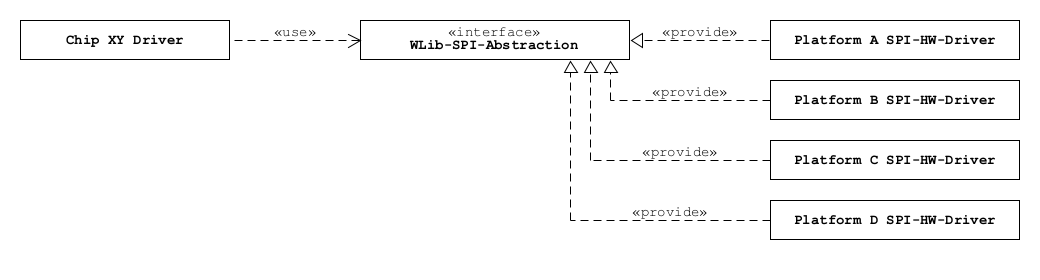 Chip XY Driver
«use»
«interface»
WLib-SPI-Abstraction
«provide»
Platform A SPI-HW-Driver
«provide»
Platform B SPI-HW-Driver
«provide»
Platform C SPI-HW-Driver
«provide»
Platform D SPI-HW-Driver